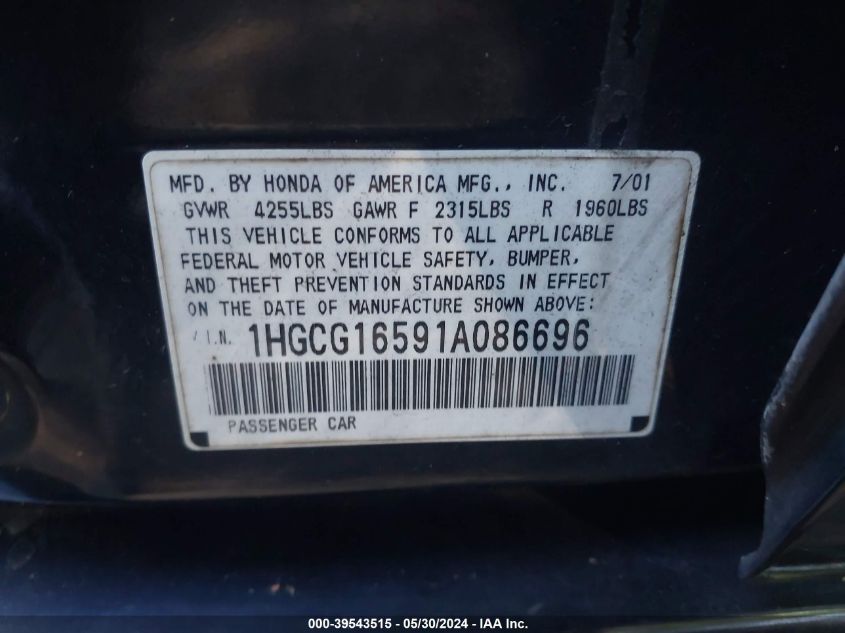 MFD. BY HONDA OF AMERICA MFG., INC. 7/01
GVWR 4255LBS GAWR F 2315LBS R 1960LBS
THIS VEHICLE CONFORMS TO ALL APPLICABLE
FEDERAL MOTOR VEHICLE SAFETY, BUMPER,
AND THEFT PREVENTION STANDARDS IN EFFECT
ON THE DATE OF MANUFACTURE SHOWN ABOVE:
V.I.N. 1HGCG16591A086696
PASSENGER CAR
000-39543515 - 05/30/2024 - IAA Inc.